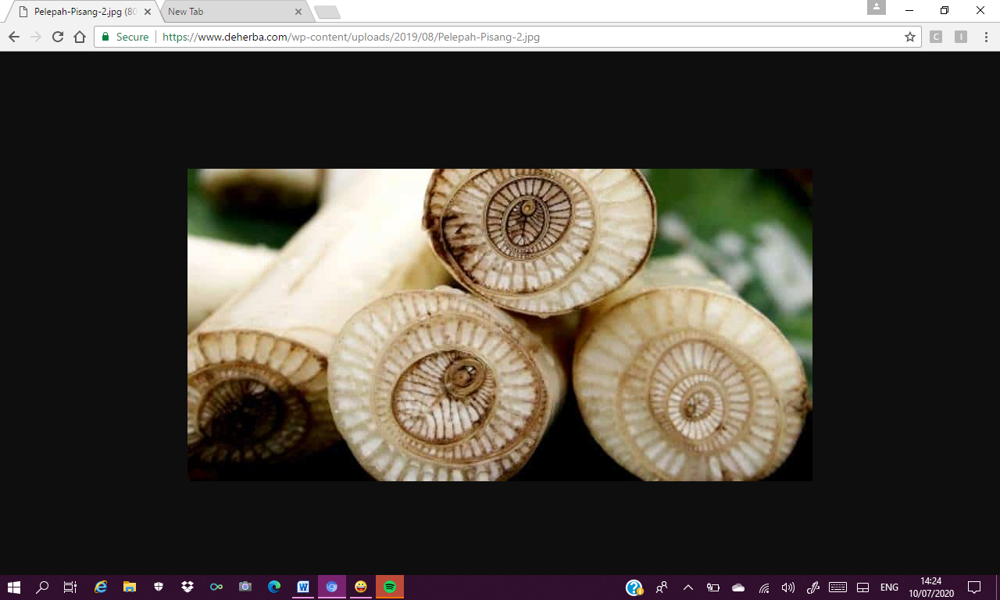 Pelepah-Pisang-2.jpg (80
New Tab
Secure
https://www.deherba.com/wp-content/uploads/2019/08/Pelepah-Pisang-2.jpg
C
I
W
ENG
14:24
10/07/2020